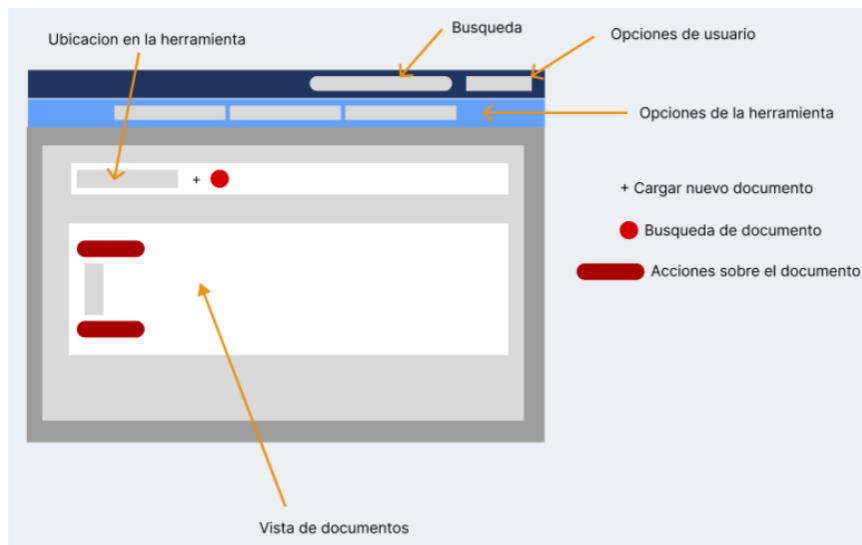 Ubicacion en la herramienta
Busqueda
Opciones de usuario
Opciones de la herramienta
+
+ Cargar nuevo documento
Busqueda de documento
Acciones sobre el documento
Vista de documentos